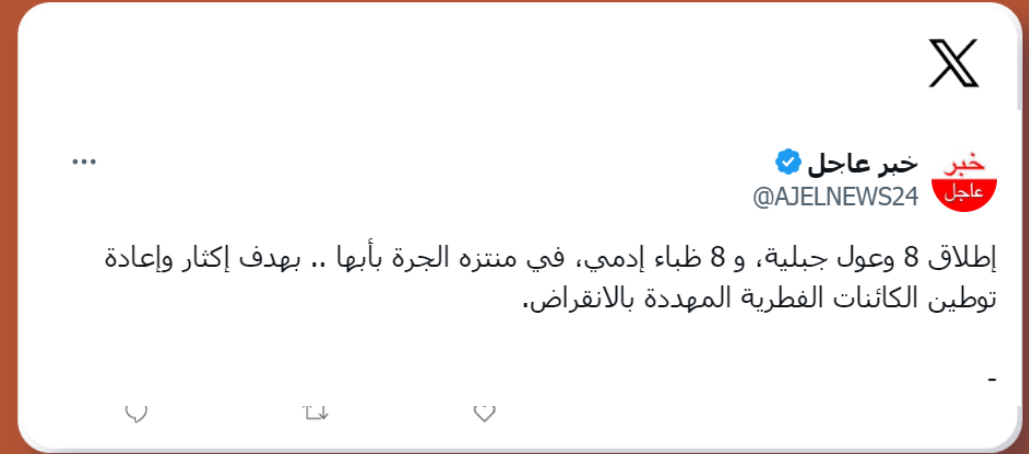 خبر عاجل
خبر عاجل
@AJELNEWS24
إطلاق 8 وعول جبلية، و 8 ظباء إدمي، في منتزه الجرة بأبها .. بهدف إكثار وإعادة
توطين الكائنات الفطرية المهددة بالانقراض.
-